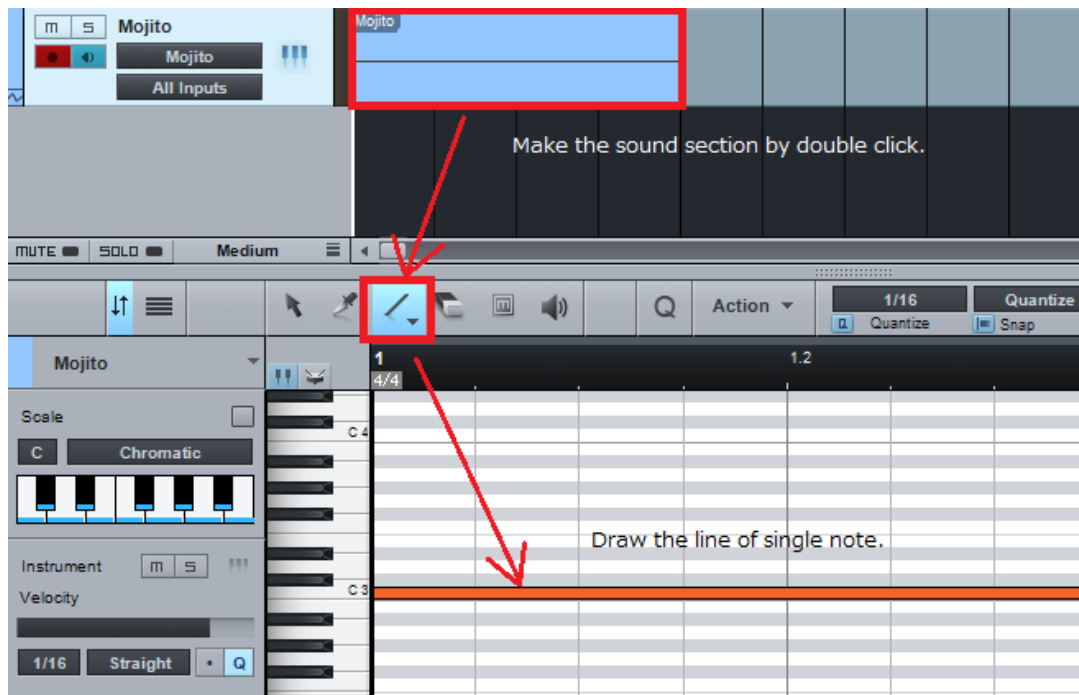 M S Mojito
Mojito
Mojito
All Inputs
Make the sound section by double click.
MUTE SOLO Medium
Q Action 1/16 Quantize
Q Quantize Snap
Mojito
1 1.2
4/4
Scale
C 4
C Chromatic
Draw the line of single note.
Instrument M S
C 3
Velocity
1/16 Straight Q